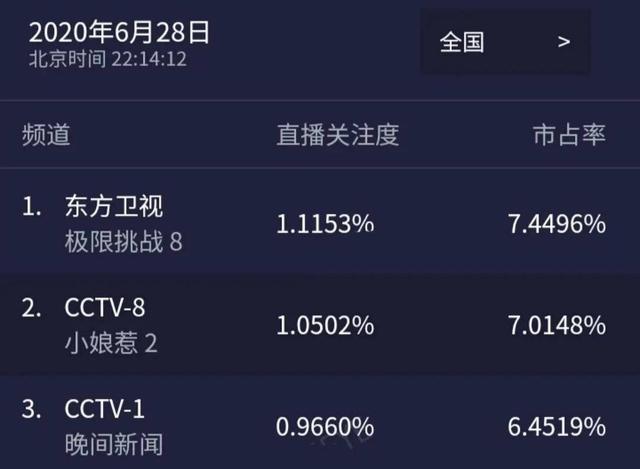 2020年6月28日
北京时间 22:14:12
全国 >
频道 直播关注度 市占率
1. 东方卫视
极限挑战 8
1.1153% 7.4496%
2. CCTV-8
小娘惹 2
1.0502% 7.0148%
3. CCTV-1
晚间新闻
0.9660% 6.4519%